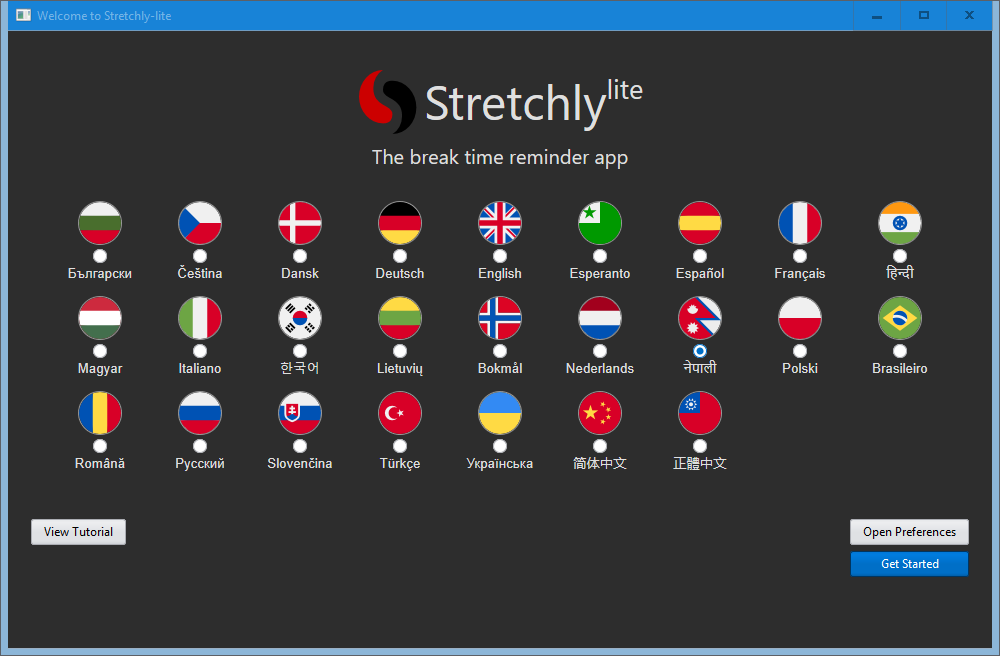 Welcome to Stretchly-lite
Stretchly lite
The break time reminder app
Български Čeština Dansk Deutsch English Esperanto Español Français हिन्दी
Magyar Italiano 한국어 Lietuvių Bokmål Nederlands नेपाली Polski Brasileiro
Română Русский Slovenčina Türkçe Українська 简体中文 正體中文
View Tutorial Open Preferences
Get Started